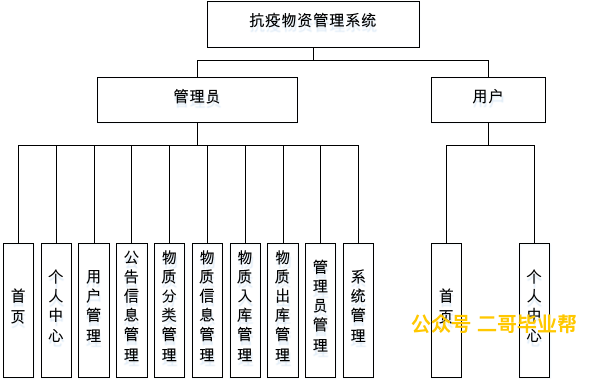 抗疫物资管理系统
管理员
用户
首页
个人中心
用户管理
公告信息管理
物质分类管理
物质信息管理
物质入库管理
物质出库管理
管理员管理
系统管理
首页
个人中心
公众号 二哥毕业帮